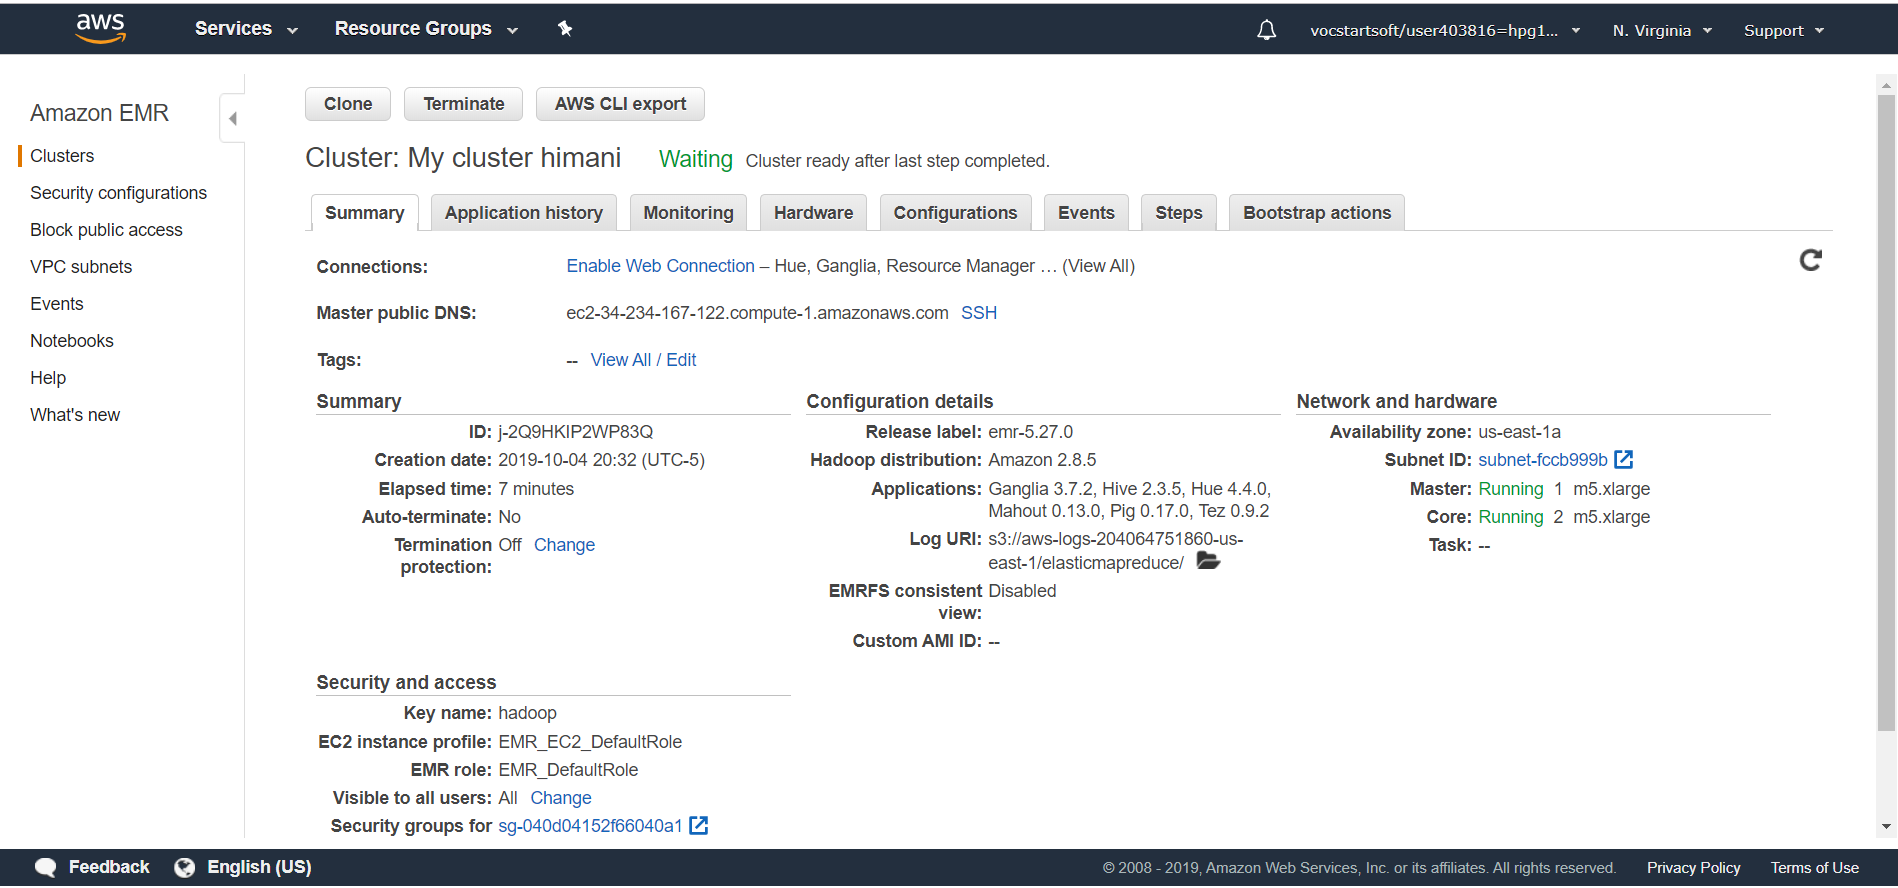 aws Services Resource Groups vocstartsoft/user403816=hpg1... N. Virginia Support
Amazon EMR
Clusters
Security configurations
Block public access
VPC subnets
Events
Notebooks
Help
What's new
Clone Terminate AWS CLI export
Cluster: My cluster himani Waiting Cluster ready after last step completed.
Summary Application history Monitoring Hardware Configurations Events Steps Bootstrap actions
Connections: Enable Web Connection – Hue, Ganglia, Resource Manager … (View All)
Master public DNS: ec2-34-234-167-122.compute-1.amazonaws.com SSH
Tags: -- View All / Edit
Summary
ID: j-2Q9HKIP2WP83Q
Creation date: 2019-10-04 20:32 (UTC-5)
Elapsed time: 7 minutes
Auto-terminate: No
Termination Off Change
protection:
Configuration details
Release label: emr-5.27.0
Hadoop distribution: Amazon 2.8.5
Applications: Ganglia 3.7.2, Hive 2.3.5, Hue 4.4.0,
Mahout 0.13.0, Pig 0.17.0, Tez 0.9.2
Log URI: s3://aws-logs-204064751860-us-
east-1/elasticmapreduce/
EMRFS consistent Disabled
view:
Custom AMI ID: --
Network and hardware
Availability zone: us-east-1a
Subnet ID: subnet-fccb999b
Master: Running 1 m5.xlarge
Core: Running 2 m5.xlarge
Task: --
Security and access
Key name: hadoop
EC2 instance profile: EMR_EC2_DefaultRole
EMR role: EMR_DefaultRole
Visible to all users: All Change
Security groups for sg-040d04152f66040a1
Feedback English (US) © 2008 - 2019, Amazon Web Services, Inc. or its affiliates. All rights reserved. Privacy Policy Terms of Use